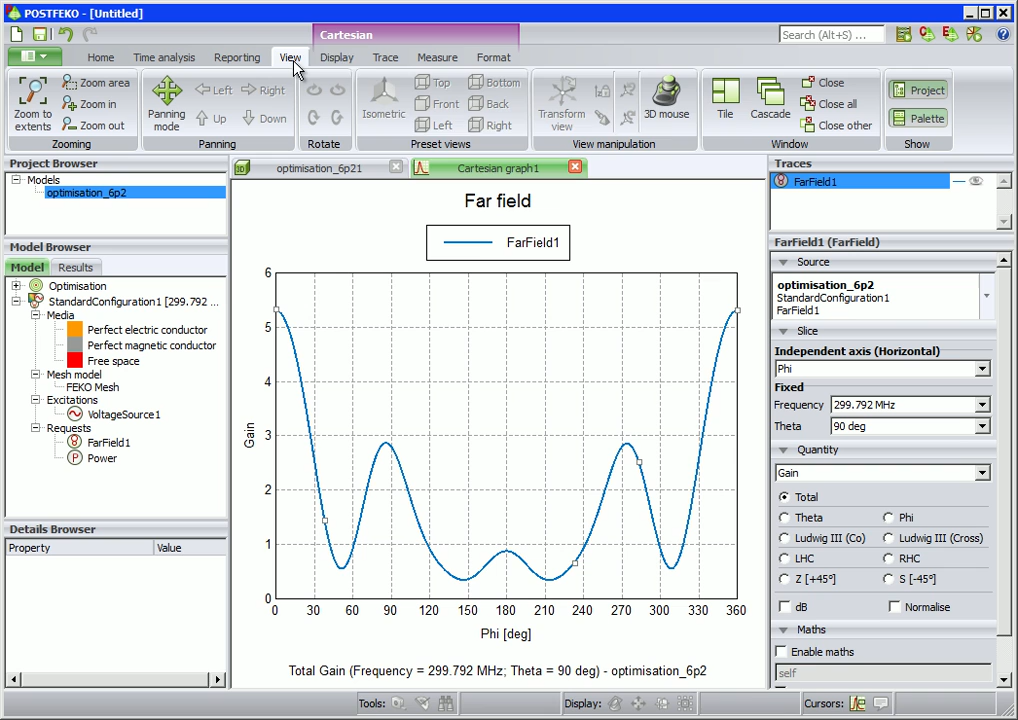 POSTFEKO - [Untitled]
Cartesian
Search (Alt+S) ...
Home
Time analysis
Reporting
View
Display
Trace
Measure
Format
Zoom to extents
Zoom area
Zoom in
Zoom out
Zooming
Panning mode
Left
Right
Up
Down
Panning
Rotate
Isometric
Top
Bottom
Front
Back
Left
Right
Preset views
Transform view
3D mouse
View manipulation
Tile
Cascade
Close
Close all
Close other
Window
Project
Palette
Show
Project Browser
Models
optimisation_6p2
Model Browser
Model
Results
Optimisation
StandardConfiguration1 [299.792 ...
Media
Perfect electric conductor
Perfect magnetic conductor
Free space
Mesh model
FEKO Mesh
Excitations
VoltageSource1
Requests
FarField1
Power
Details Browser
Property
Value
optimisation_6p21
Cartesian graph1
Far field
FarField1
6
5
4
3
2
1
0
Gain
0 30 60 90 120 150 180 210 240 270 300 330 360
Phi [deg]
Total Gain (Frequency = 299.792 MHz; Theta = 90 deg) - optimisation_6p2
Traces
FarField1
FarField1 (FarField)
Source
optimisation_6p2
StandardConfiguration1
FarField1
Slice
Independent axis (Horizontal)
Phi
Fixed
Frequency
299.792 MHz
Theta
90 deg
Quantity
Gain
Total
Theta
Phi
Ludwig III (Co)
Ludwig III (Cross)
LHC
RHC
Z [+45°]
S [-45°]
dB
Normalise
Maths
Enable maths
self
Tools:
Display:
Cursors: